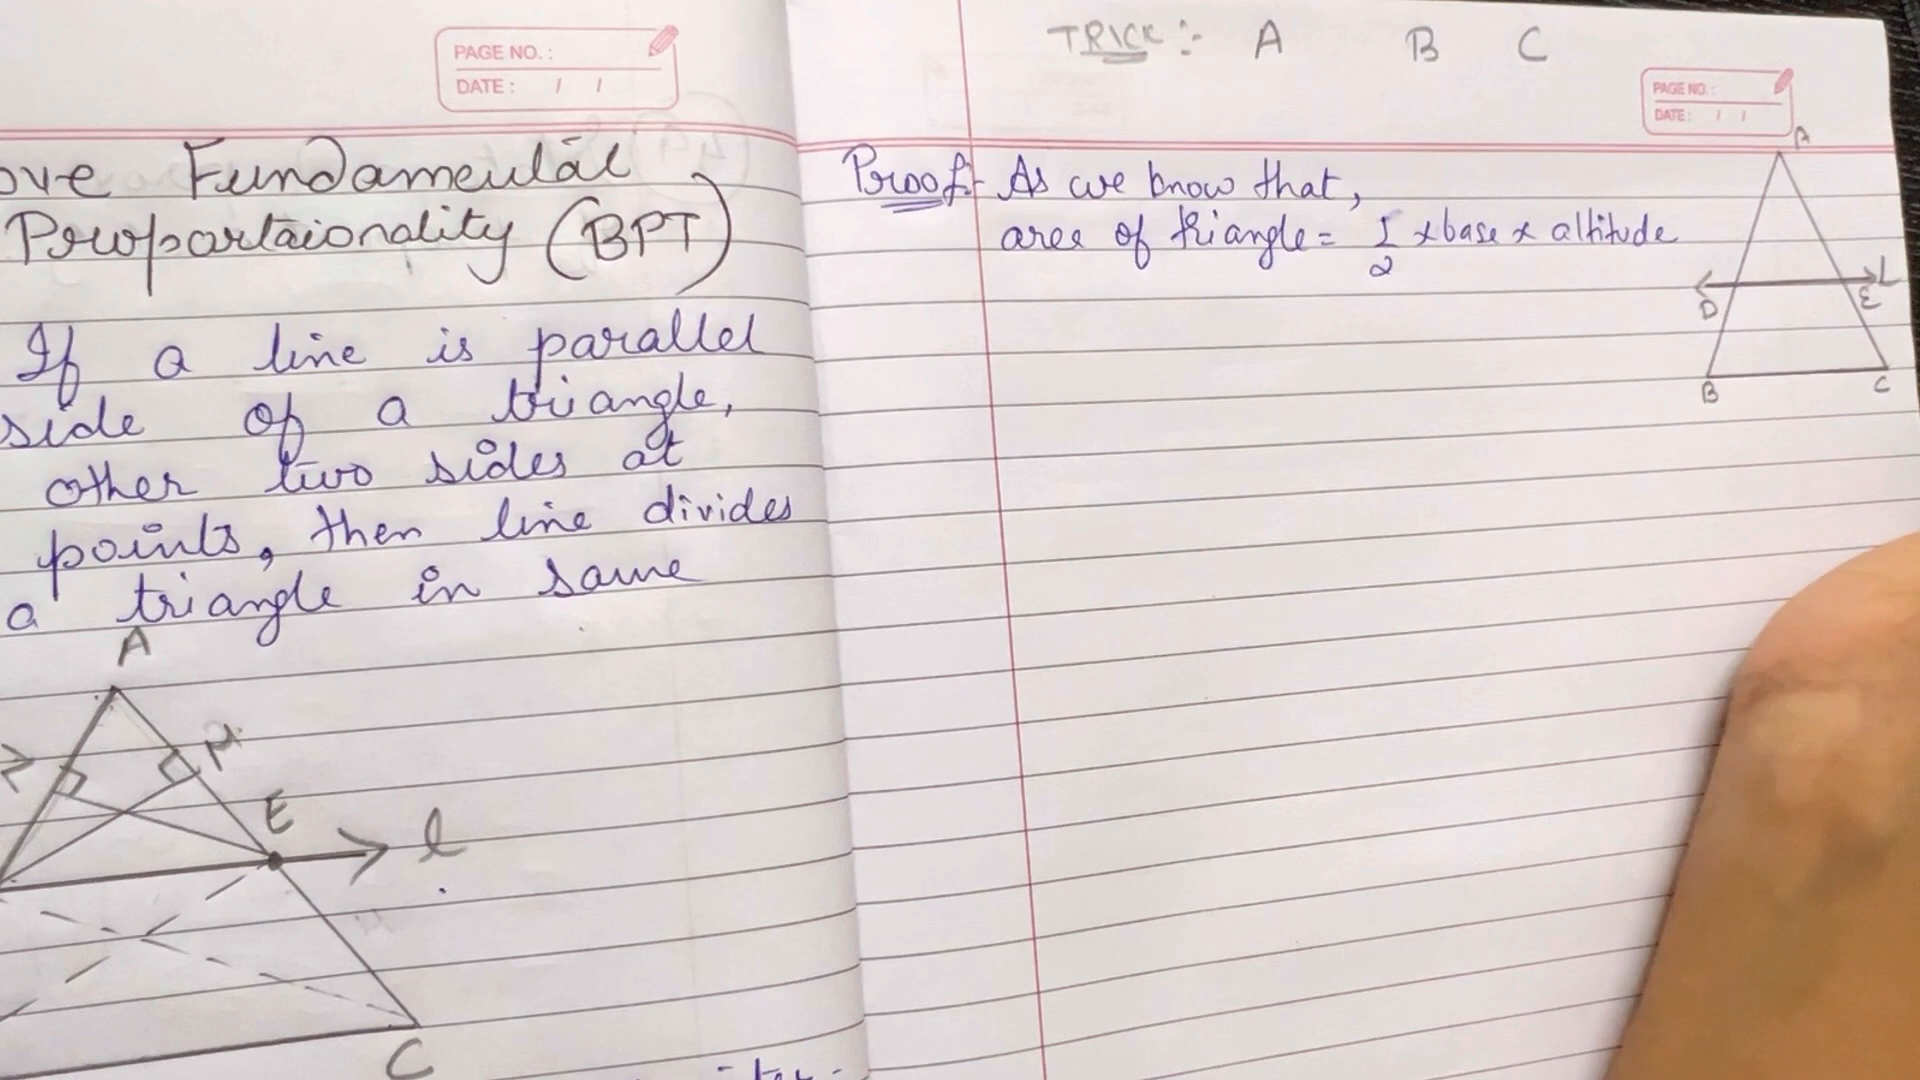 PAGE NO. :
DATE : / /
ove Fundamental
Proportaionality (BPT)
If a line is parallel
side of a triangle,
other two sides at
points, then line divides
a triangle in same
A
E
l
C
TRICK :- A B C
PAGE NO. :
DATE : / /
Proof:- As we know that,
area of triangle = 1/2 x base x altitude
A
L
D E
B C